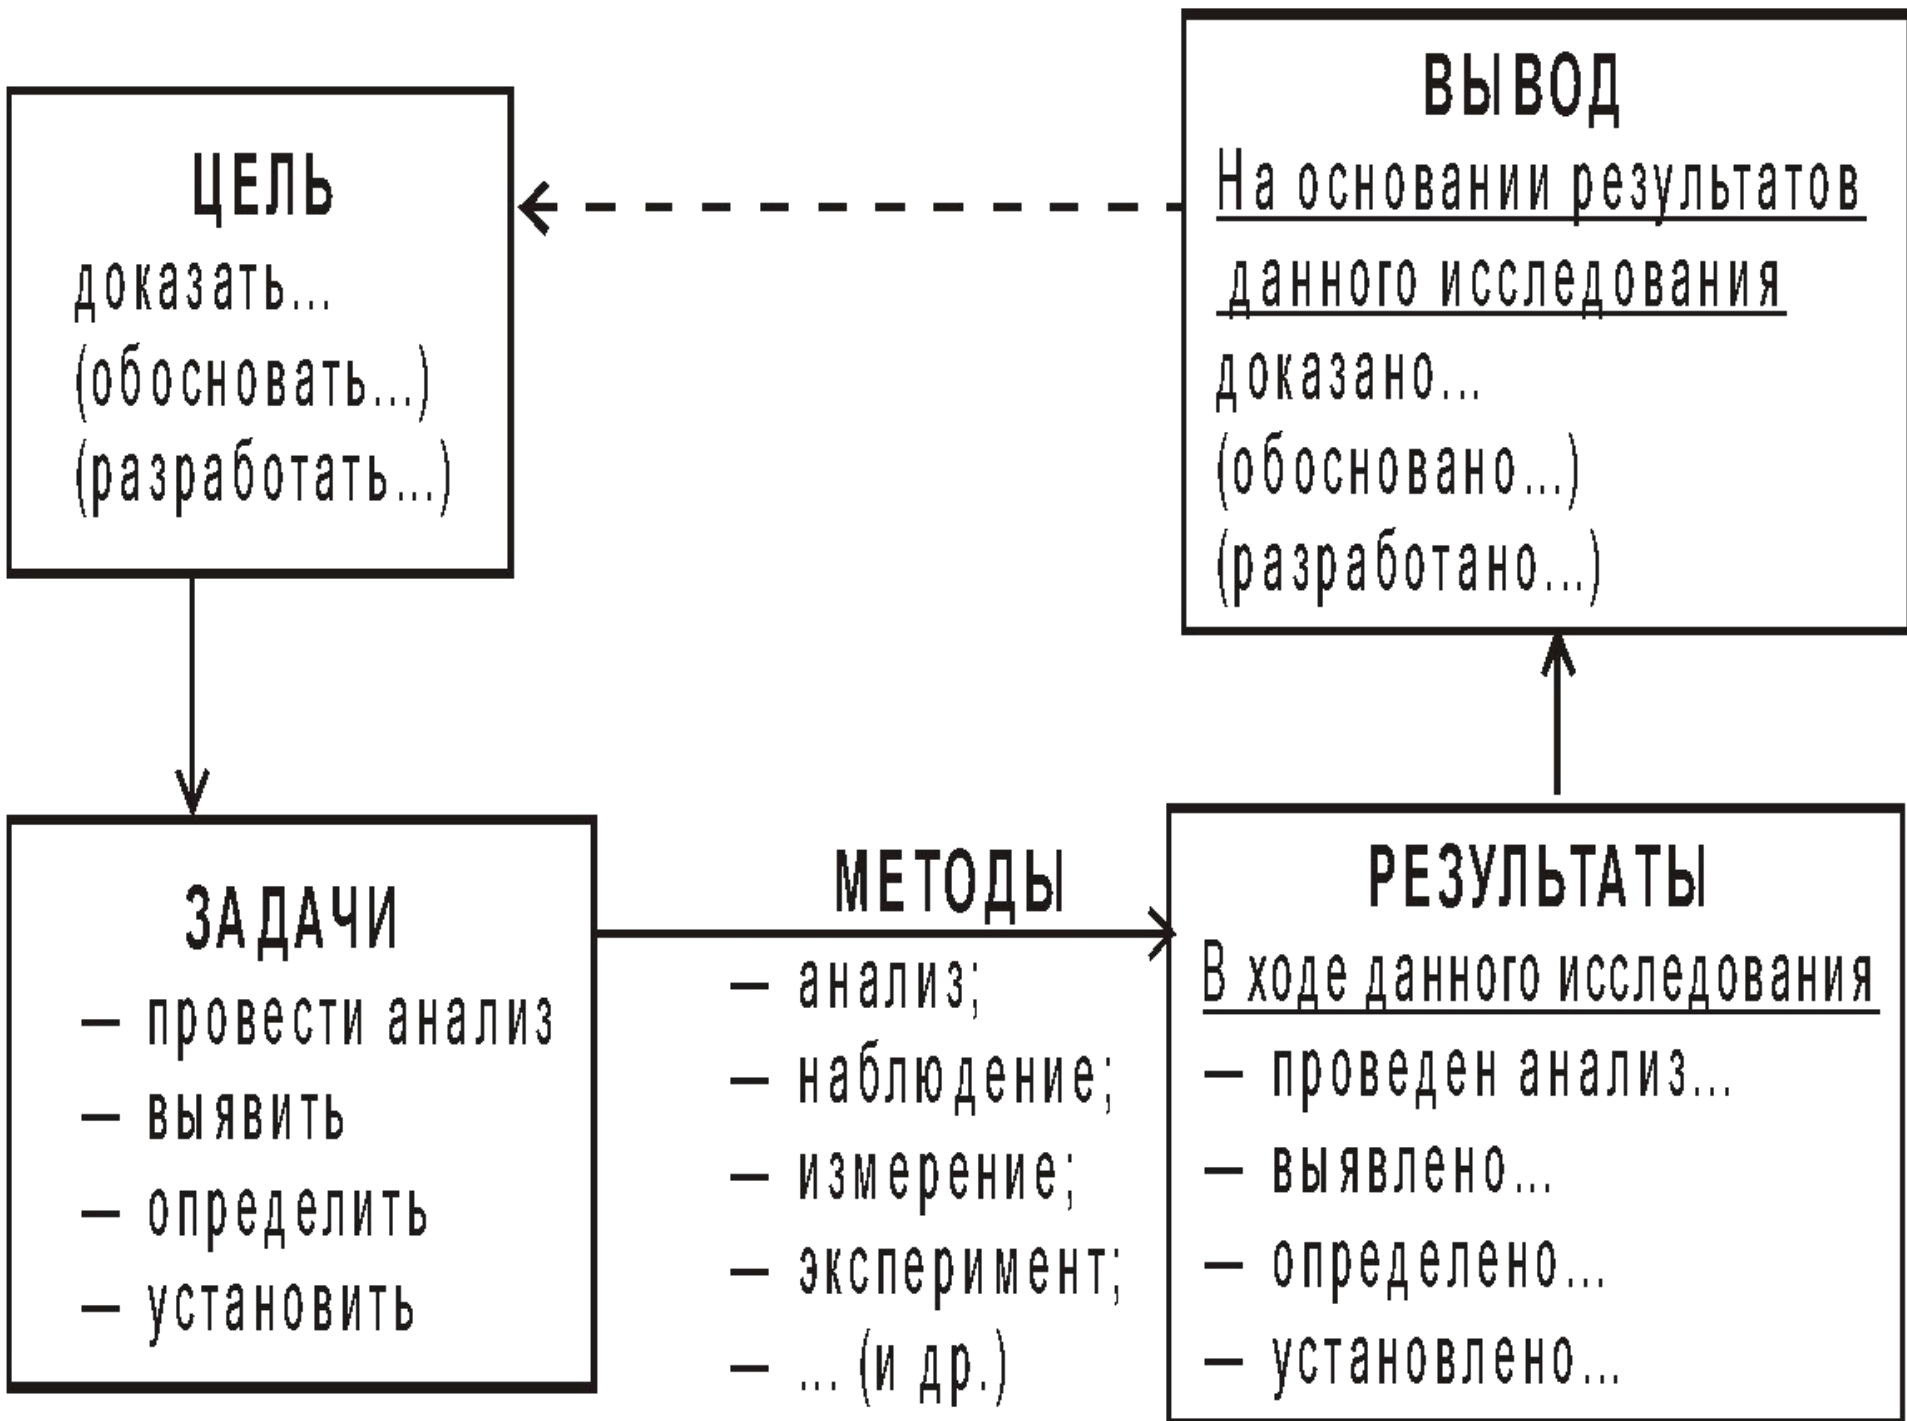 ЦЕЛЬ
доказать...
(обосновать...)
(разработать...)
ВЫВОД
На основании результатов
данного исследования
доказано...
(обосновано...)
(разработано...)
ЗАДАЧИ
— провести анализ
— выявить
— определить
— установить
МЕТОДЫ
— анализ;
— наблюдение;
— измерение;
— эксперимент;
— ... (и др.)
РЕЗУЛЬТАТЫ
В ходе данного исследования
— проведен анализ...
— выявлено...
— определено...
— установлено...